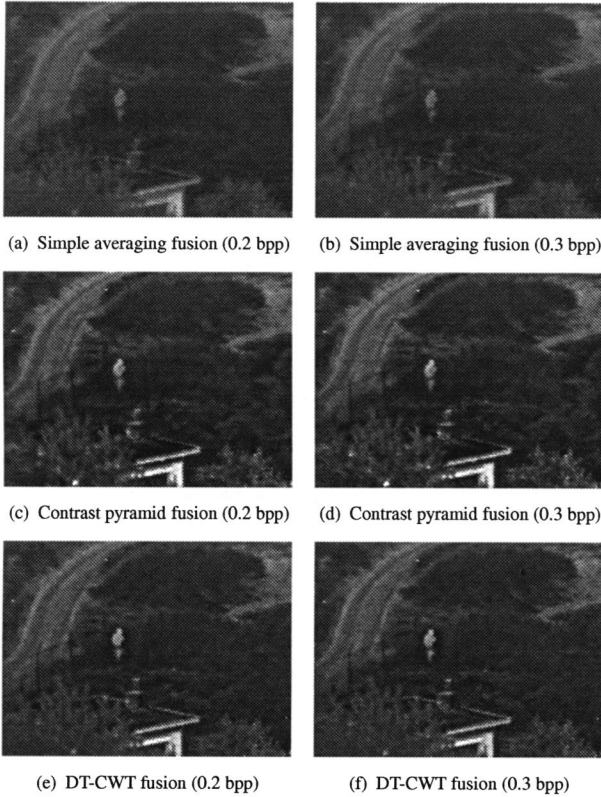 (a) Simple averaging fusion (0.2 bpp)
(b) Simple averaging fusion (0.3 bpp)
(c) Contrast pyramid fusion (0.2 bpp)
(d) Contrast pyramid fusion (0.3 bpp)
(e) DT-CWT fusion (0.2 bpp)
(f) DT-CWT fusion (0.3 bpp)